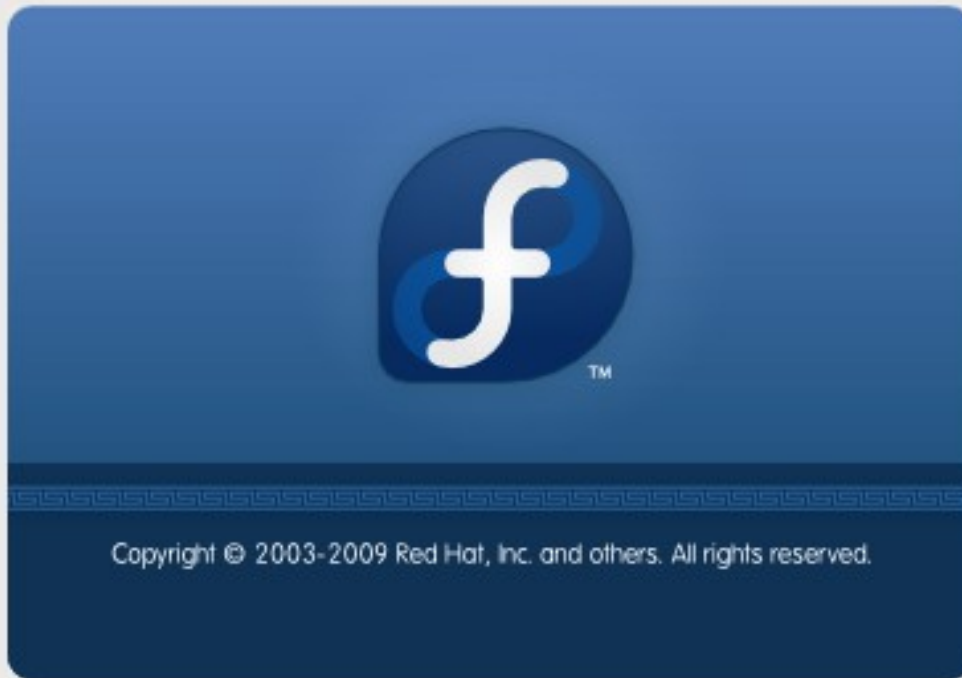 f
TM
Copyright © 2003-2009 Red Hat, Inc. and others. All rights reserved.